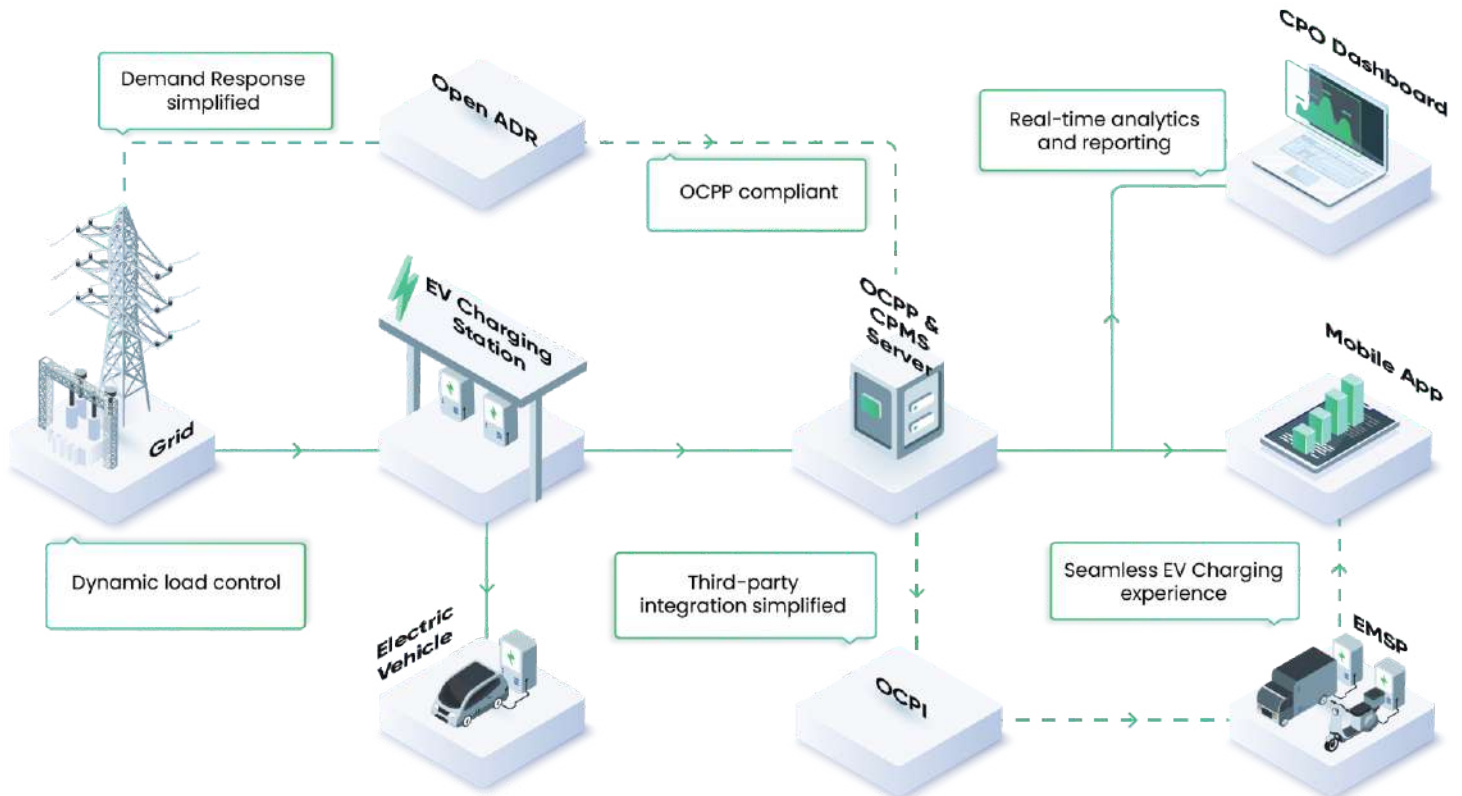 Demand Response
simplified
Open ADR
OCPP compliant
Real-time analytics
and reporting
CPO Dashboard
Grid
EV Charging
Station
OCPP &
CPMS
Server
Mobile App
Dynamic load control
Third-party
integration simplified
Seamless EV Charging
experience
Electric
Vehicle
OCPI
EMSP